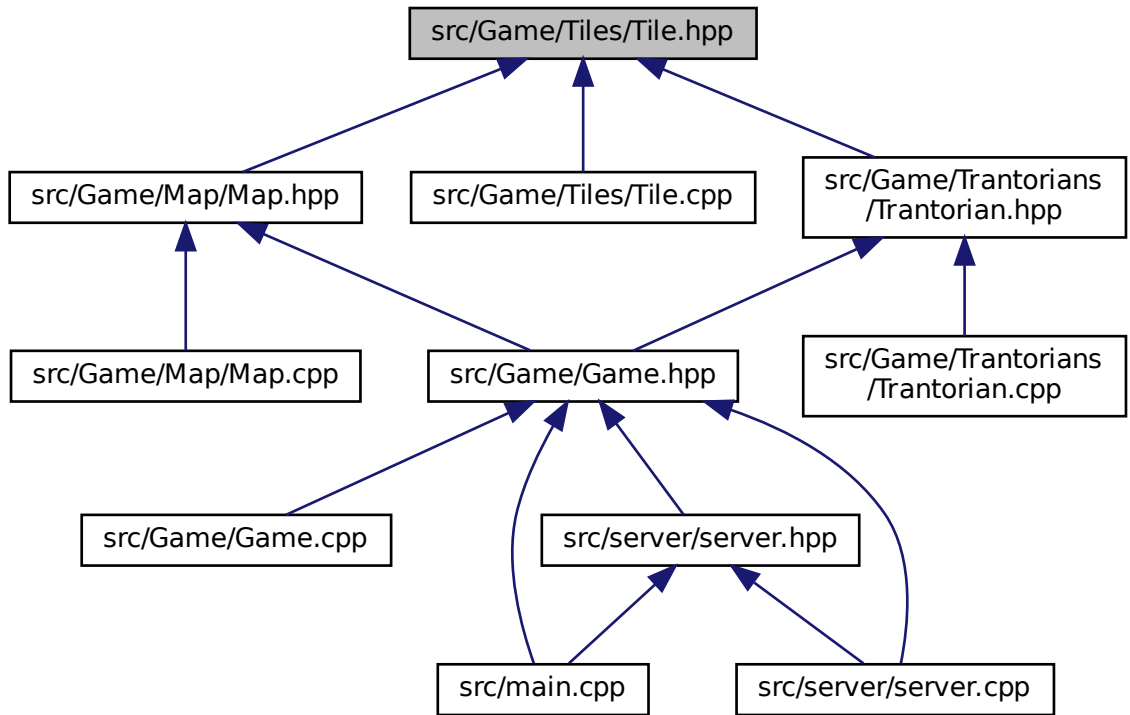 src/Game/Tiles/Tile.hpp
src/Game/Map/Map.hpp
src/Game/Tiles/Tile.cpp
src/Game/Trantorians
/Trantorian.hpp
src/Game/Map/Map.cpp
src/Game/Game.hpp
src/Game/Trantorians
/Trantorian.cpp
src/Game/Game.cpp
src/server/server.hpp
src/main.cpp
src/server/server.cpp